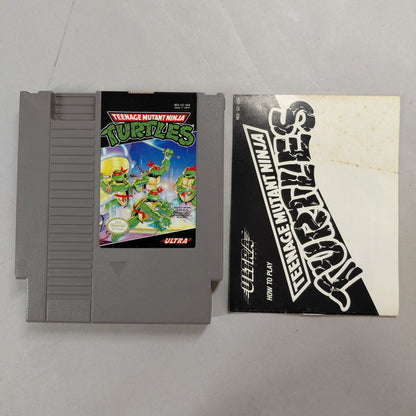 TEENAGE MUTANT NINJA
TURTLES
ULTRA
ULTRA
HOW TO PLAY
TEENAGE MUTANT NINJA
TURTLES